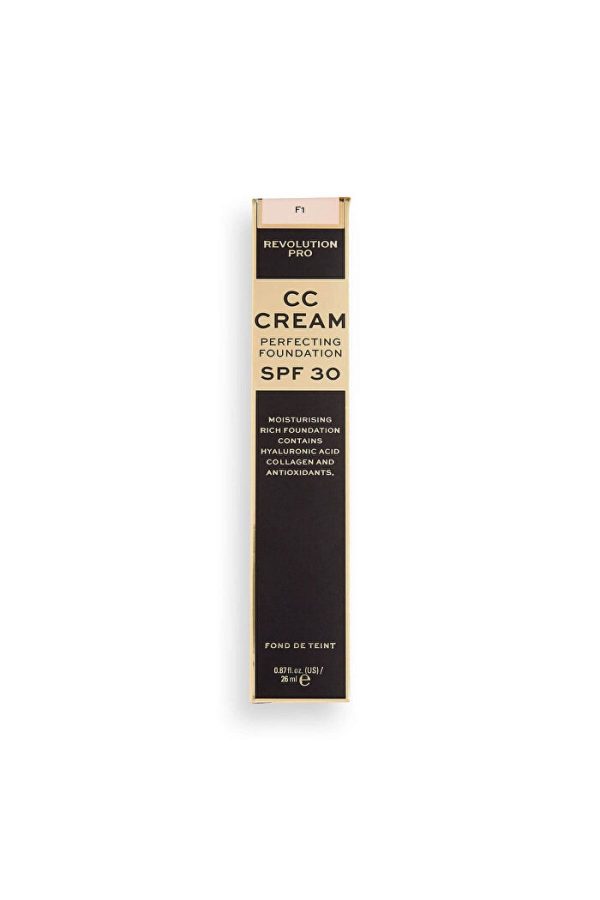 F1
REVOLUTION
PRO
CC
CREAM
PERFECTING
FOUNDATION
SPF 30
MOISTURISING
RICH FOUNDATION
CONTAINS
HYALURONIC ACID
COLLAGEN AND
ANTIOXIDANTS.
FOND DE TEINT
0.87 fl. oz. (US) /
26 ml ℮